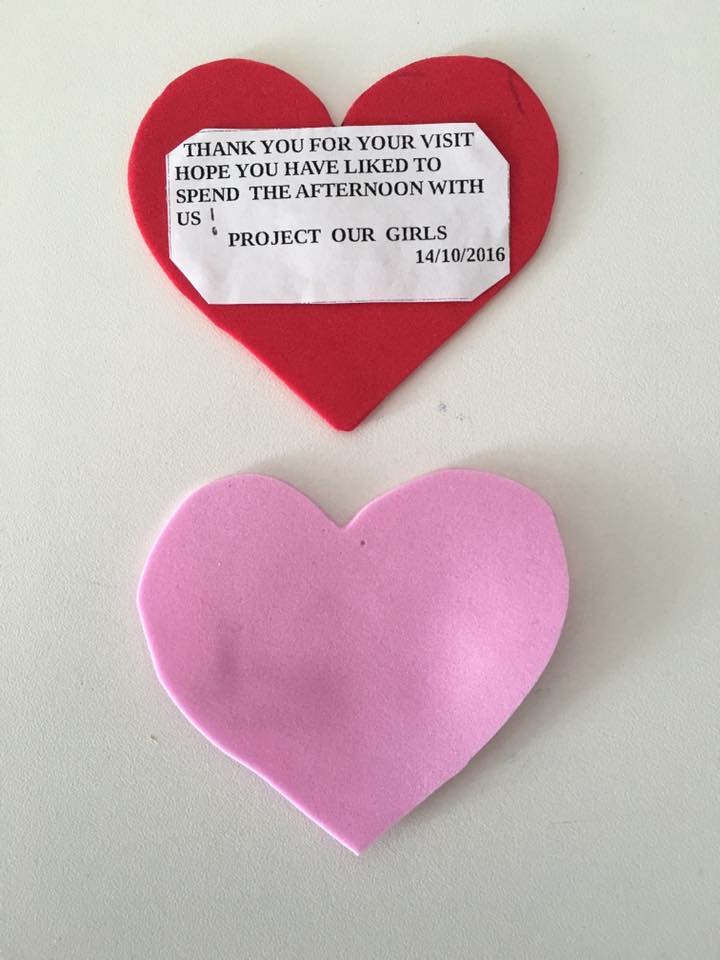 THANK YOU FOR YOUR VISIT
HOPE YOU HAVE LIKED TO
SPEND THE AFTERNOON WITH
US !
PROJECT OUR GIRLS
14/10/2016